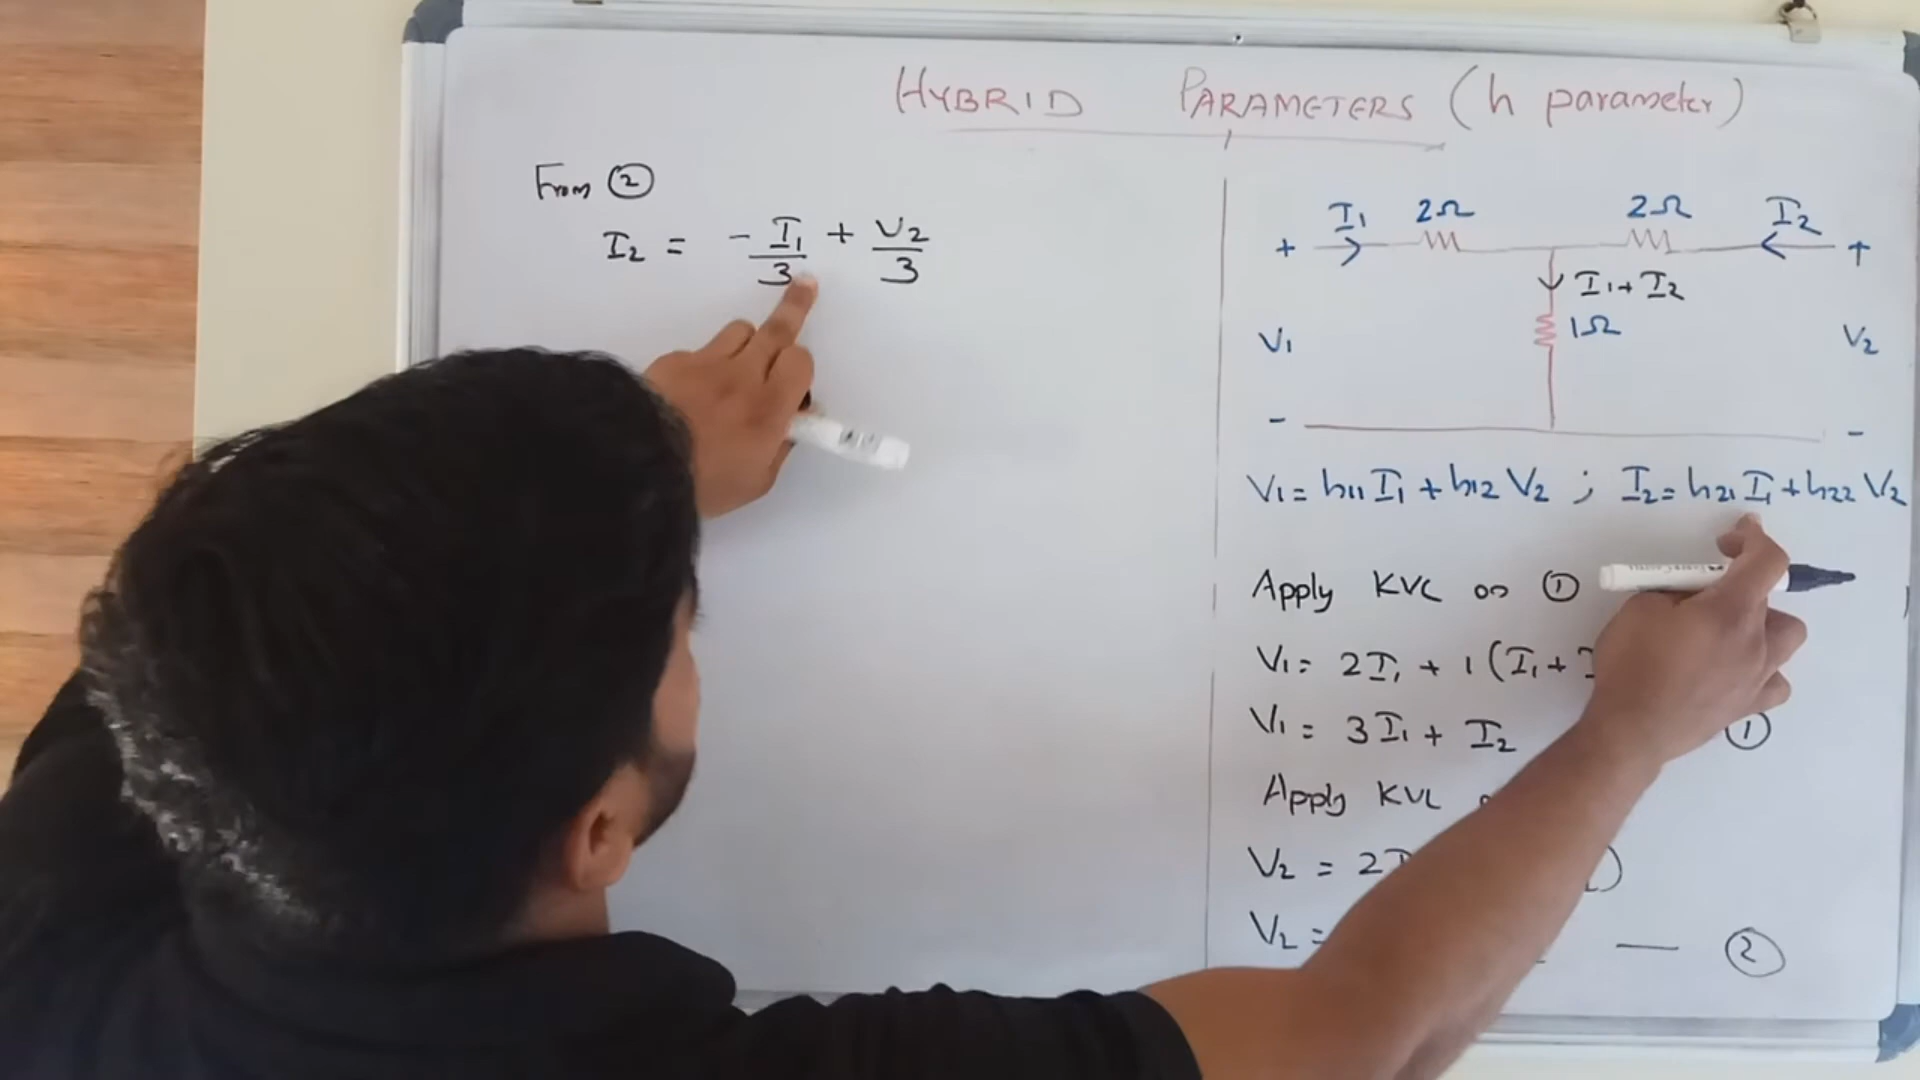 HYBRID PARAMETERS (h parameter)
From ②
I₂ = - I₁/3 + V₂/3
I₁ 2Ω 2Ω I₂
+ +
I₁+I₂
1Ω
V₁ V₂
- -
V₁ = h₁₁ I₁ + h₁₂ V₂ ; I₂ = h₂₁ I₁ + h₂₂ V₂
Apply KVL on ①
V₁ = 2I₁ + 1(I₁ +
V₁ = 3I₁ + I₂ ①
Apply KVL
V₂ = 2 )
V₂ = — ②